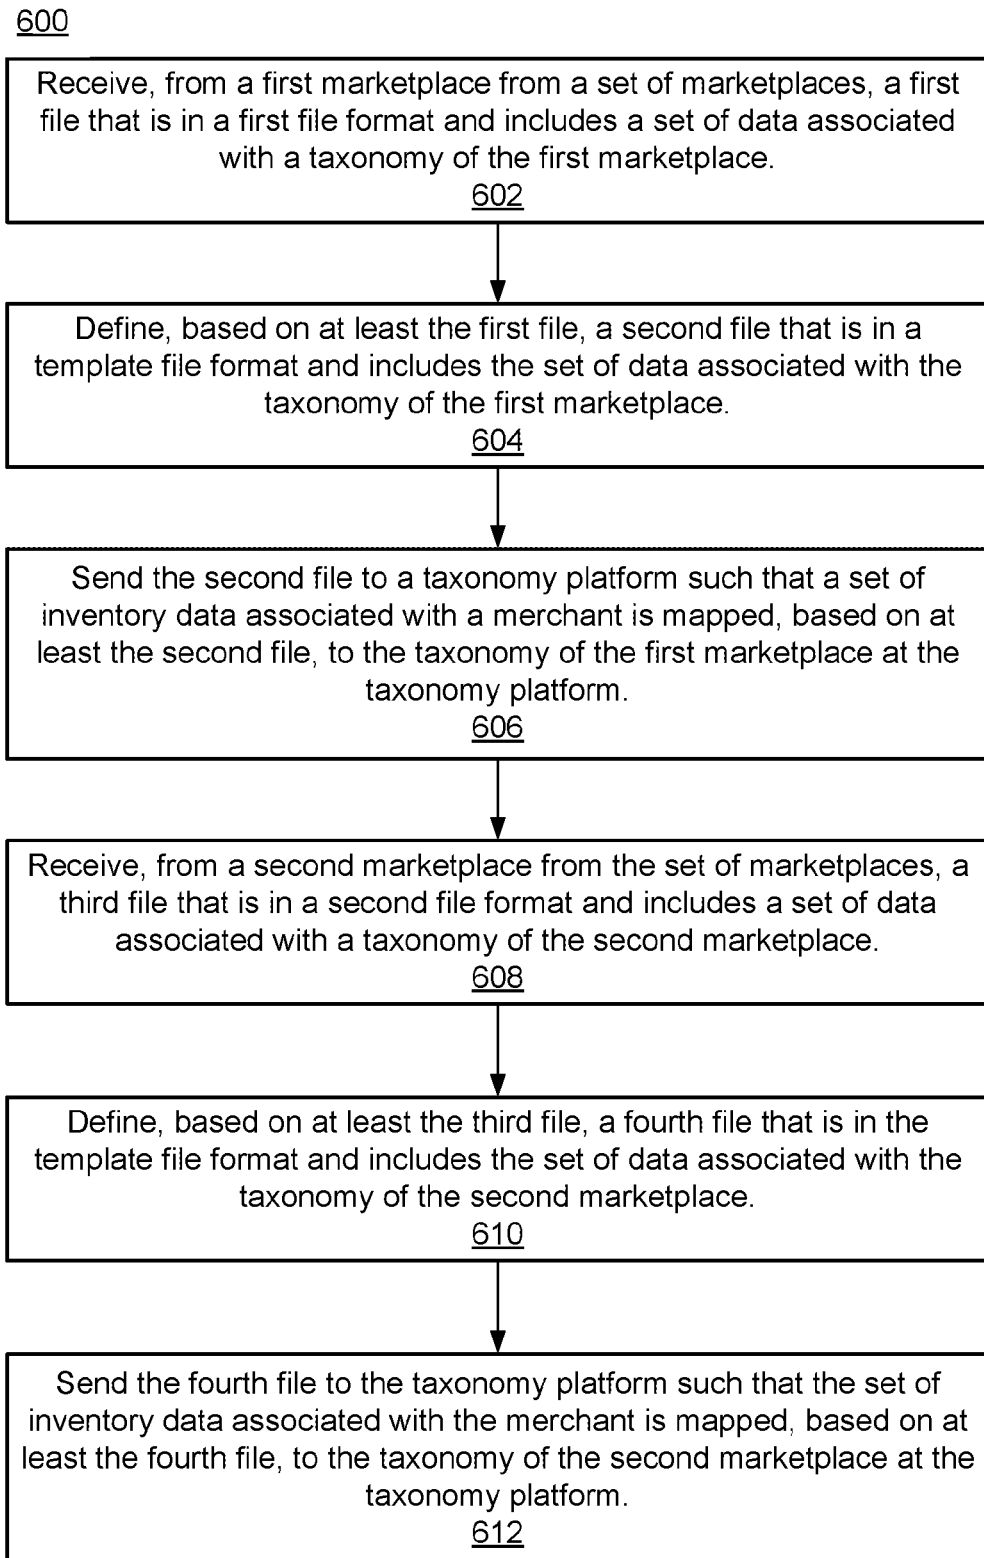 600
Receive, from a first marketplace from a set of marketplaces, a first
file that is in a first file format and includes a set of data associated
with a taxonomy of the first marketplace.
602
Define, based on at least the first file, a second file that is in a
template file format and includes the set of data associated with the
taxonomy of the first marketplace.
604
Send the second file to a taxonomy platform such that a set of
inventory data associated with a merchant is mapped, based on at
least the second file, to the taxonomy of the first marketplace at the
taxonomy platform.
606
Receive, from a second marketplace from the set of marketplaces, a
third file that is in a second file format and includes a set of data
associated with a taxonomy of the second marketplace.
608
Define, based on at least the third file, a fourth file that is in the
template file format and includes the set of data associated with the
taxonomy of the second marketplace.
610
Send the fourth file to the taxonomy platform such that the set of
inventory data associated with the merchant is mapped, based on at
least the fourth file, to the taxonomy of the second marketplace at the
taxonomy platform.
612